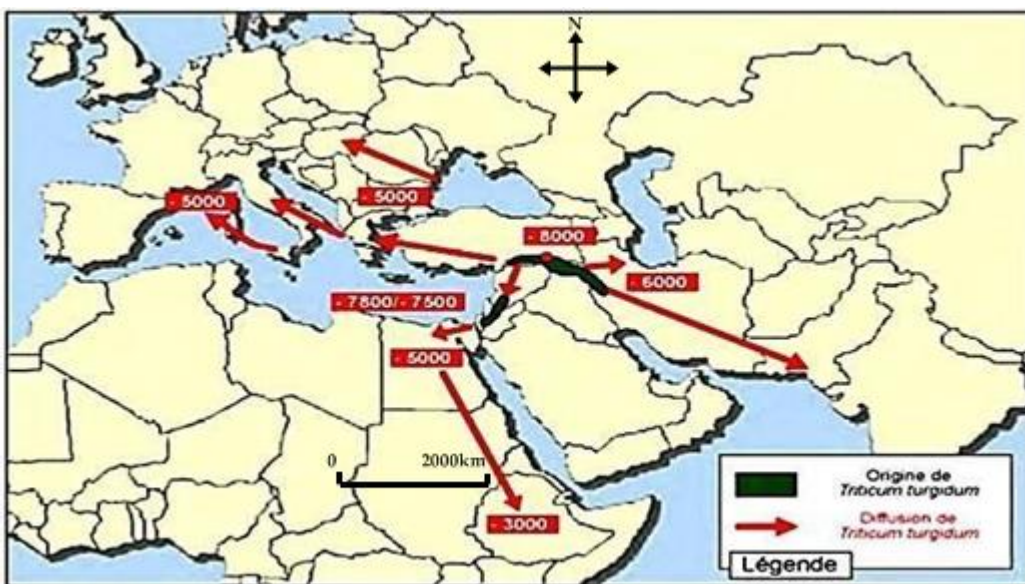 N
- 5000
- 5000
- 8000
- 6000
- 7800/- 7500
- 5000
0 2000km
- 3000
Origine de
Triticum turgidum
Diffusion de
Triticum turgidum
Légende